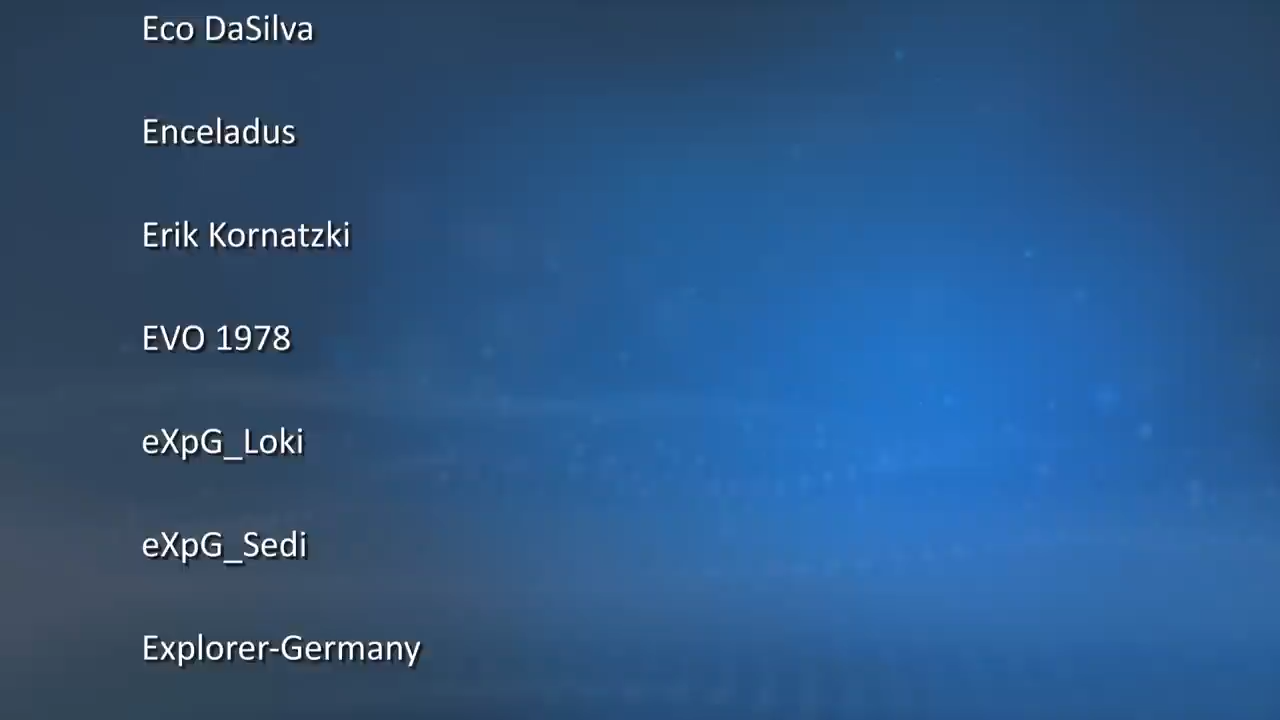 Eco DaSilva
Enceladus
Erik Kornatzki
EVO 1978
eXpG_Loki
eXpG_Sedi
Explorer-Germany